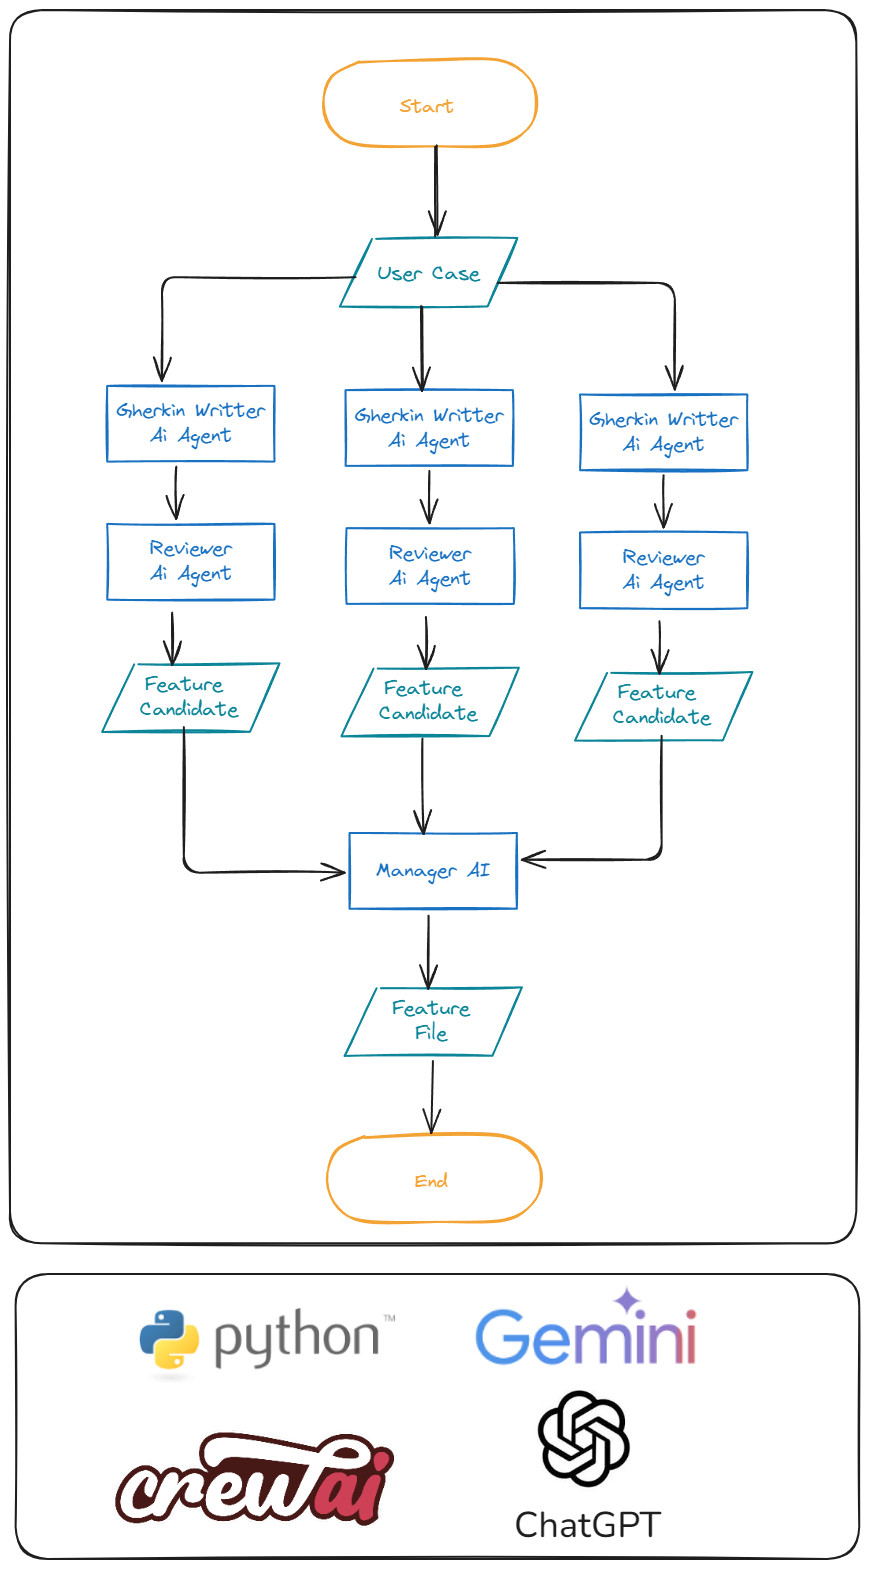 Start
User Case
Gherkin Writter
Ai Agent
Gherkin Writter
Ai Agent
Gherkin Writter
Ai Agent
Reviewer
Ai Agent
Reviewer
Ai Agent
Reviewer
Ai Agent
Feature
Candidate
Feature
Candidate
Feature
Candidate
Manager AI
Feature
File
End
python™
Gemini
crewai
ChatGPT